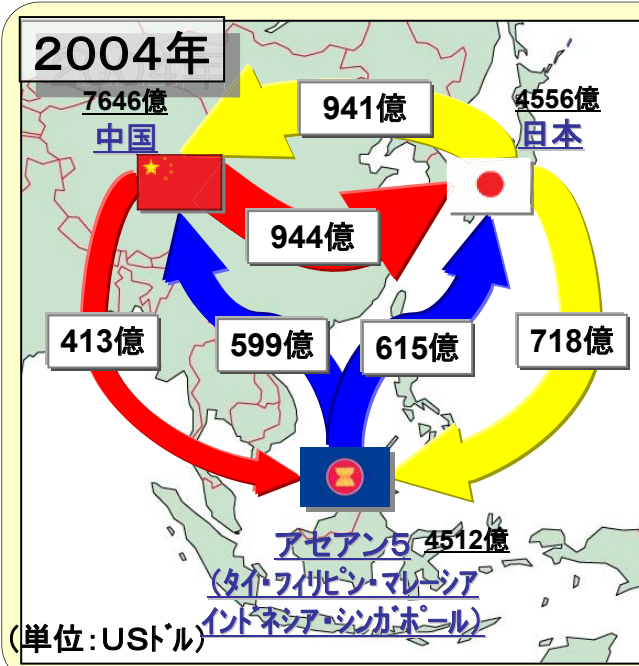 2004年
7646億
中国
941億
4556億
日本
944億
413億
599億
615億
718億
アセアン5 4512億
(タイ・フィリピン・マレーシア
インドネシア・シンガポール)
(単位:USドル)